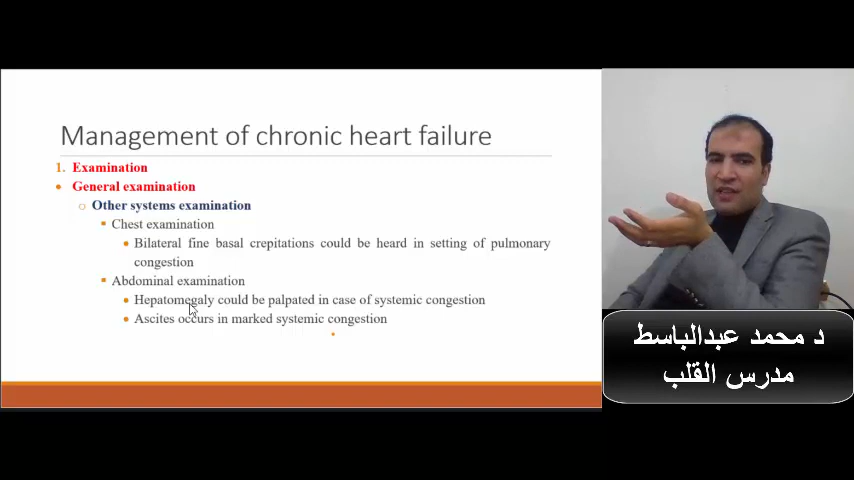 Management of chronic heart failure
1. Examination
• General examination
○ Other systems examination
▪ Chest examination
• Bilateral fine basal crepitations could be heard in setting of pulmonary
congestion
▪ Abdominal examination
• Hepatomegaly could be palpated in case of systemic congestion
• Ascites occurs in marked systemic congestion
د محمد عبدالباسط
مدرس القلب